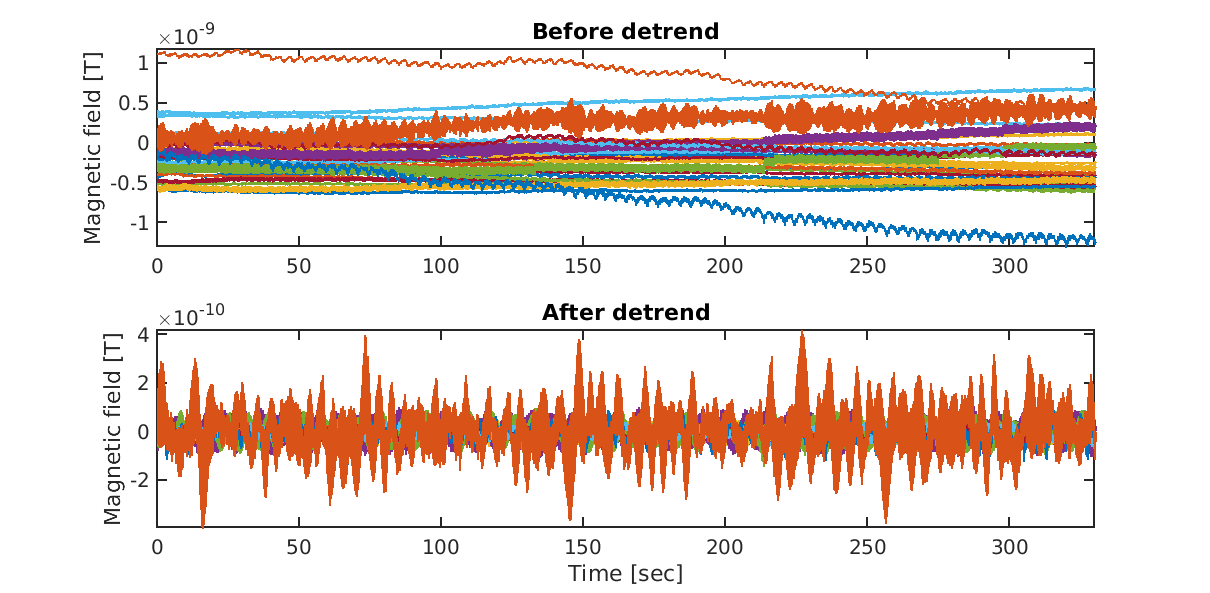 Before detrend
×10⁻⁹
Magnetic field [T]
1
0.5
0
-0.5
-1
0 50 100 150 200 250 300
After detrend
×10⁻¹⁰
Magnetic field [T]
4
2
0
-2
0 50 100 150 200 250 300
Time [sec]